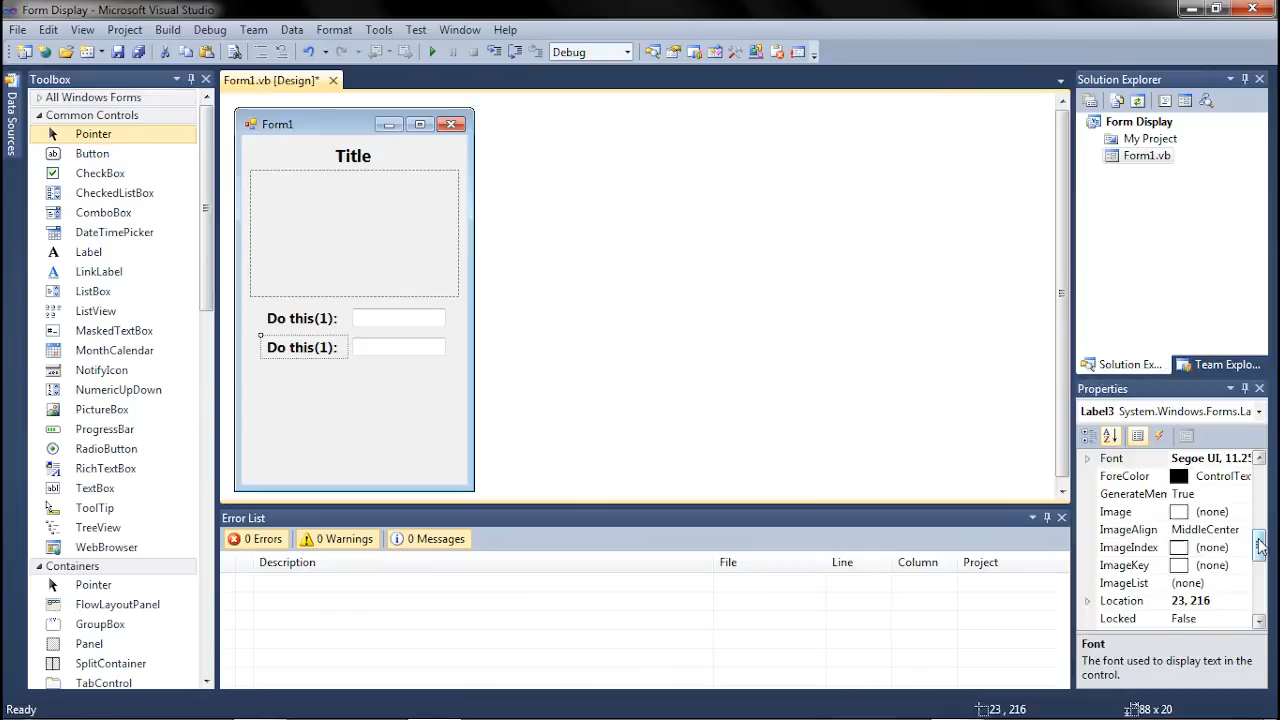 Form Display - Microsoft Visual Studio
File Edit View Project Build Debug Team Data Format Tools Test Window Help
Debug
Data Sources
Toolbox
All Windows Forms
Common Controls
Pointer
Button
CheckBox
CheckedListBox
ComboBox
DateTimePicker
Label
LinkLabel
ListBox
ListView
MaskedTextBox
MonthCalendar
NotifyIcon
NumericUpDown
PictureBox
ProgressBar
RadioButton
RichTextBox
TextBox
ToolTip
TreeView
WebBrowser
Containers
Pointer
FlowLayoutPanel
GroupBox
Panel
SplitContainer
TabControl
Form1.vb [Design]*
Form1
Title
Do this(1):
Do this(1):
Error List
0 Errors 0 Warnings 0 Messages
Description File Line Column Project
Solution Explorer
Form Display
My Project
Form1.vb
Solution Ex... Team Explo...
Properties
Label3 System.Windows.Forms.La
Font Segoe UI, 11.25
ForeColor ControlTex
GenerateMem True
Image (none)
ImageAlign MiddleCenter
ImageIndex (none)
ImageKey (none)
ImageList (none)
Location 23, 216
Locked False
Font
The font used to display text in the
control.
Ready 23 , 216 88 x 20